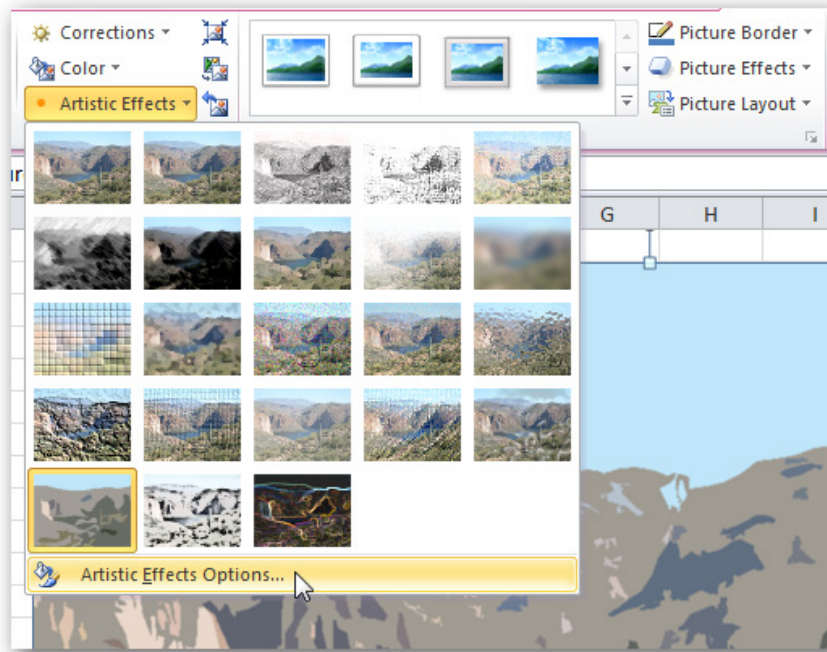 Corrections
Color
Artistic Effects
Picture Border
Picture Effects
Picture Layout
G H I
Artistic Effects Options...